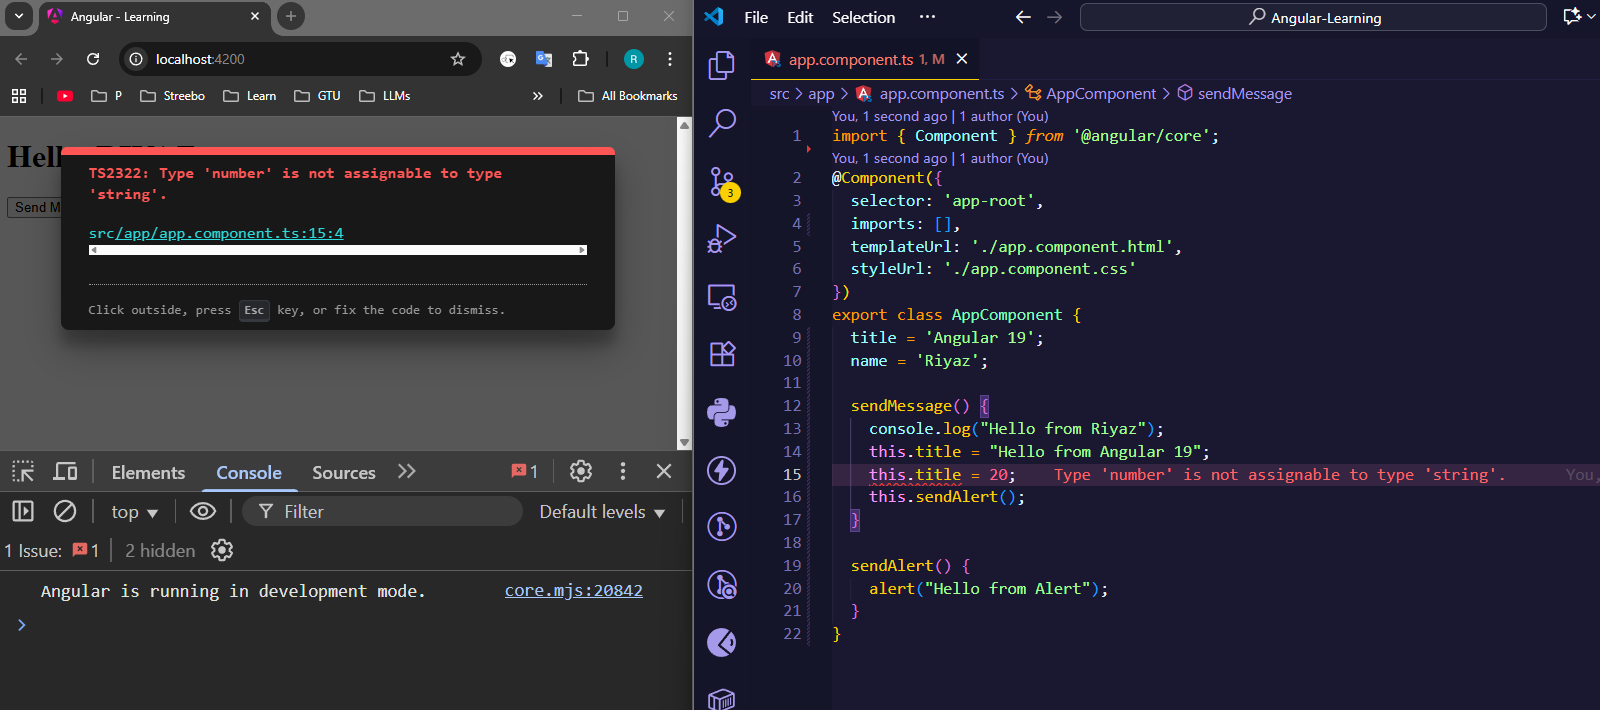 Angular - Learning
localhost:4200
P
Streebo
Learn
GTU
LLMs
»
All Bookmarks
R
Send M
TS2322: Type 'number' is not assignable to type
'string'.
src/app/app.component.ts:15:4
Click outside, press Esc key, or fix the code to dismiss.
Elements
Console
Sources
1
top
Filter
Default levels
1 Issue: 1
2 hidden
Angular is running in development mode.
core.mjs:20842
File
Edit
Selection
Angular-Learning
3
app.component.ts 1, M
src > app > app.component.ts > AppComponent > sendMessage
You, 1 second ago | 1 author (You)
1 import { Component } from '@angular/core';
You, 1 second ago | 1 author (You)
2 @Component({
3 selector: 'app-root',
4 imports: [],
5 templateUrl: './app.component.html',
6 styleUrl: './app.component.css'
7 })
8 export class AppComponent {
9 title = 'Angular 19';
10 name = 'Riyaz';
11
12 sendMessage() {
13 console.log("Hello from Riyaz");
14 this.title = "Hello from Angular 19";
15 this.title = 20; Type 'number' is not assignable to type 'string'. You,
16 this.sendAlert();
17 }
18
19 sendAlert() {
20 alert("Hello from Alert");
21 }
22 }